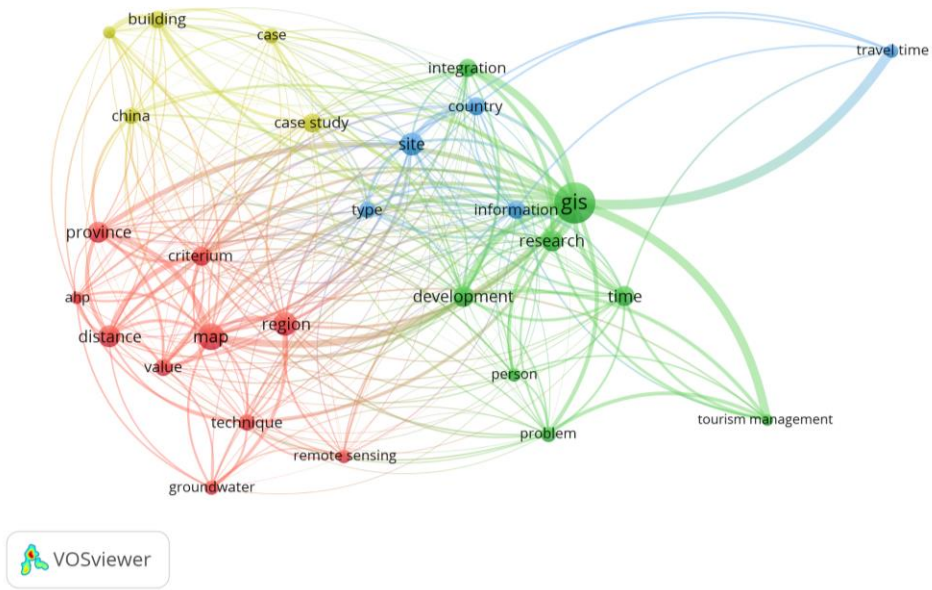 building
case
travel time
integration
country
china
case study
site
gis
type
information
province
research
criterium
ahp
development
time
region
distance
map
value
person
tourism management
technique
problem
remote sensing
groundwater
VOSviewer